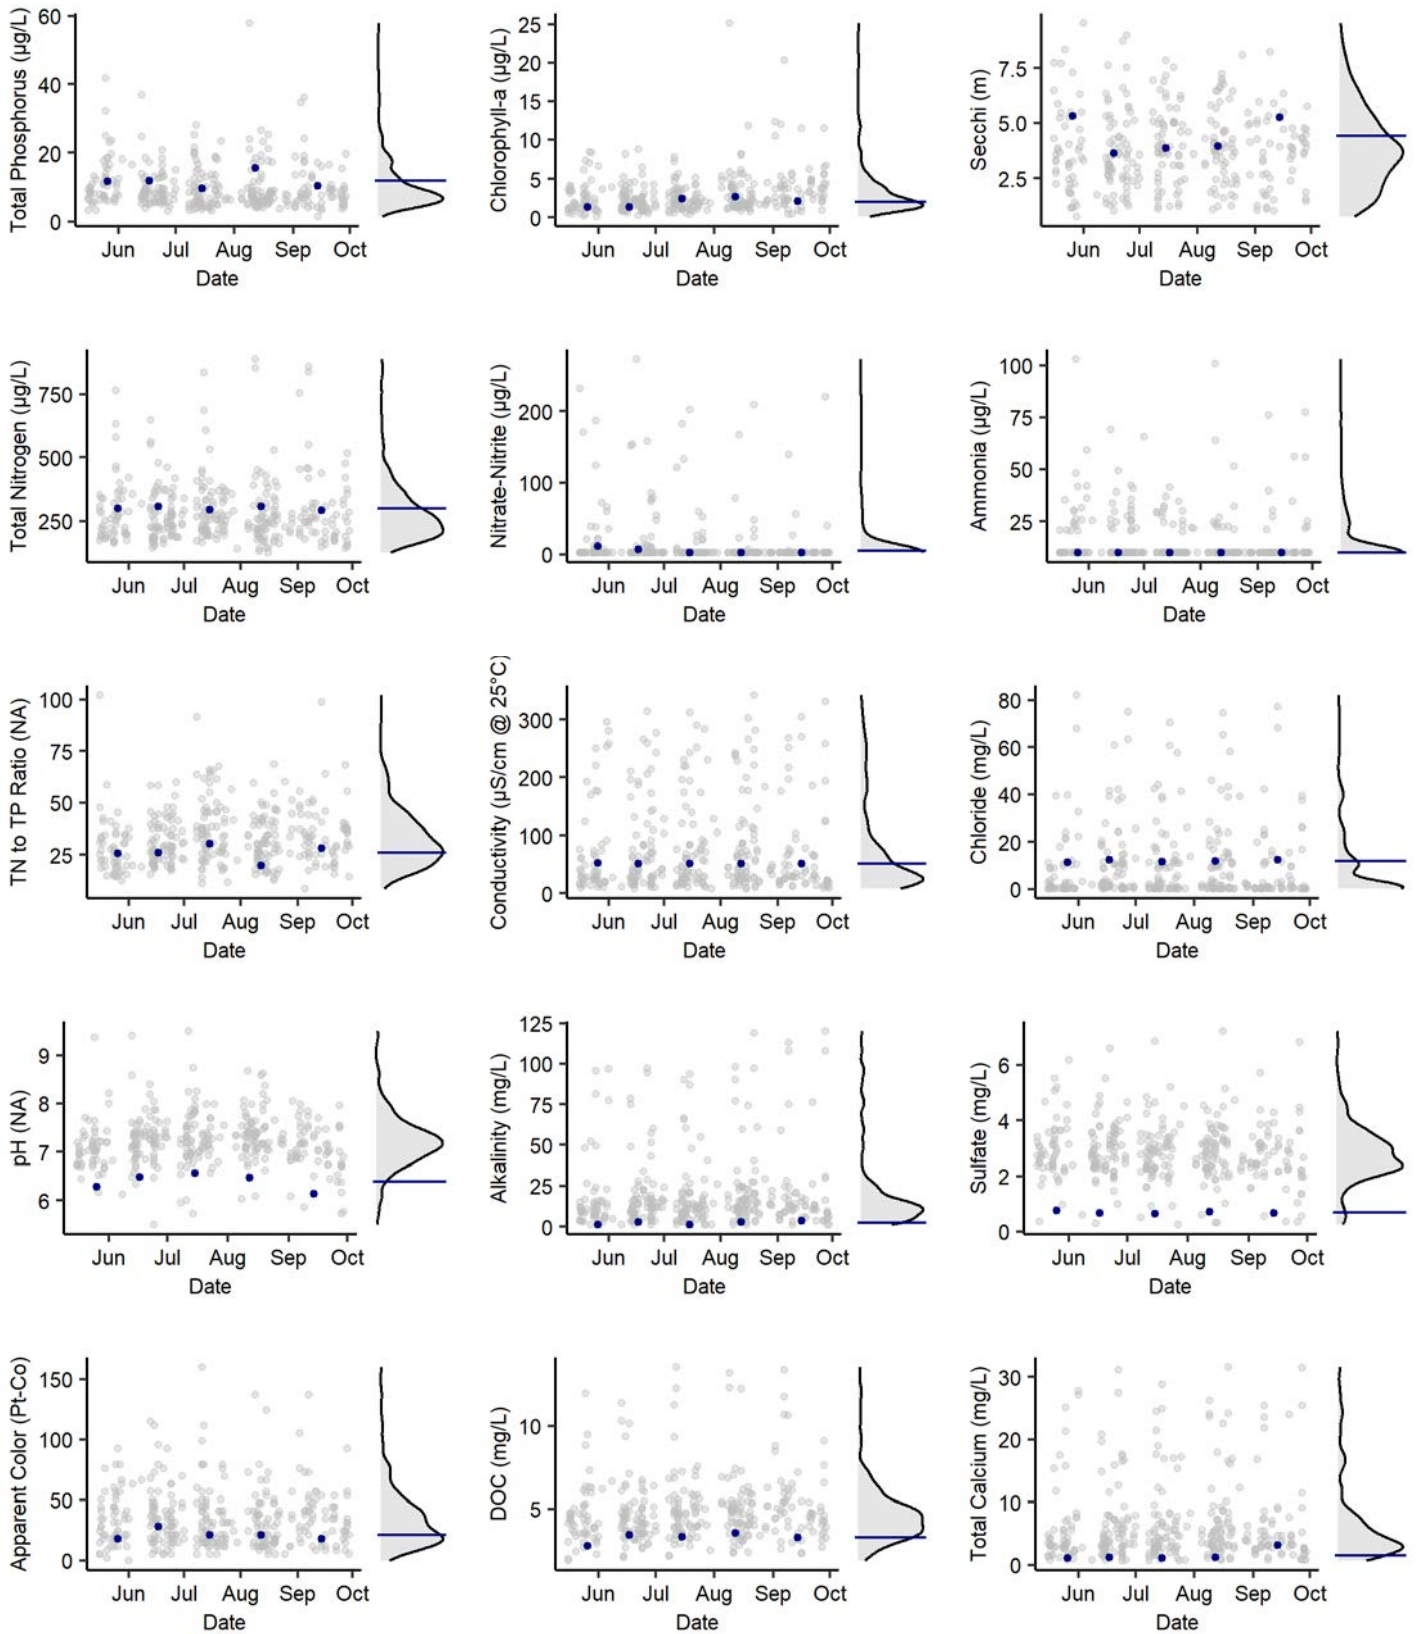 Total Phosphorus (µg/L)
60
40
20
0
Jun Jul Aug Sep Oct
Date
Chlorophyll-a (µg/L)
25
20
15
10
5
0
Jun Jul Aug Sep Oct
Date
Secchi (m)
7.5
5.0
2.5
Jun Jul Aug Sep Oct
Date
Total Nitrogen (µg/L)
750
500
250
Jun Jul Aug Sep Oct
Date
Nitrate-Nitrite (µg/L)
200
100
0
Jun Jul Aug Sep Oct
Date
Ammonia (µg/L)
100
75
50
25
Jun Jul Aug Sep Oct
Date
TN to TP Ratio (NA)
100
75
50
25
Jun Jul Aug Sep Oct
Date
Conductivity (µS/cm @ 25°C)
300
200
100
0
Jun Jul Aug Sep Oct
Date
Chloride (mg/L)
80
60
40
20
0
Jun Jul Aug Sep Oct
Date
pH (NA)
9
8
7
6
Jun Jul Aug Sep Oct
Date
Alkalinity (mg/L)
125
100
75
50
25
0
Jun Jul Aug Sep Oct
Date
Sulfate (mg/L)
6
4
2
0
Jun Jul Aug Sep Oct
Date
Apparent Color (Pt-Co)
150
100
50
0
Jun Jul Aug Sep Oct
Date
DOC (mg/L)
10
5
Jun Jul Aug Sep Oct
Date
Total Calcium (mg/L)
30
20
10
0
Jun Jul Aug Sep Oct
Date